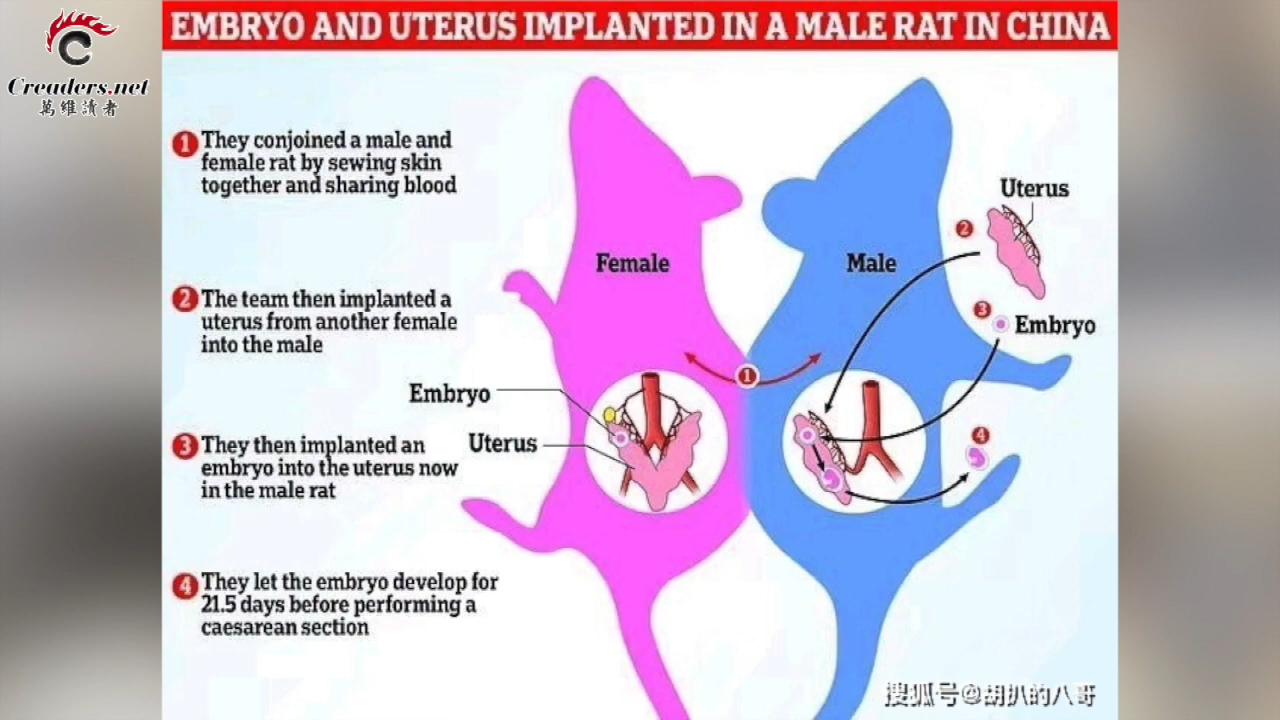 EMBRYO AND UTERUS IMPLANTED IN A MALE RAT IN CHINA
Creaders.net
萬維讀者
1 They conjoined a male and
female rat by sewing skin
together and sharing blood
2 The team then implanted a
uterus from another female
into the male
3 They then implanted an
embryo into the uterus now
in the male rat
4 They let the embryo develop for
21.5 days before performing a
caesarean section
Female
Male
Uterus
2
3
Embryo
1
Embryo
Uterus
4
搜狐号@胡扒的八哥